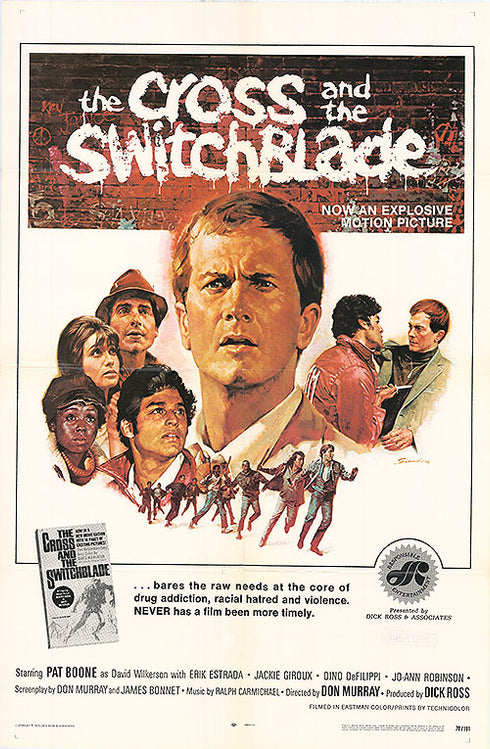 the CROSS and the
SWitchBLade
NOW AN EXPLOSIVE
MOTION PICTURE
THE
CROSS
AND
THE
SWITCHBLADE
RESPONSIBLE
ENTERTAINMENT
Presented by
DICK ROSS & ASSOCIATES
. . . bares the raw needs at the core of
drug addiction, racial hatred and violence.
NEVER has a film been more timely.
Starring PAT BOONE as David Wilkerson with ERIK ESTRADA · JACKIE GIROUX · DINO DeFILIPPI · JO-ANN ROBINSON ·
Screenplay by DON MURRAY and JAMES BONNET · Music by RALPH CARMICHAEL · Directed by DON MURRAY · Produced by DICK ROSS
FILMED IN EASTMAN COLOR/PRINTS BY TECHNICOLOR
70/161